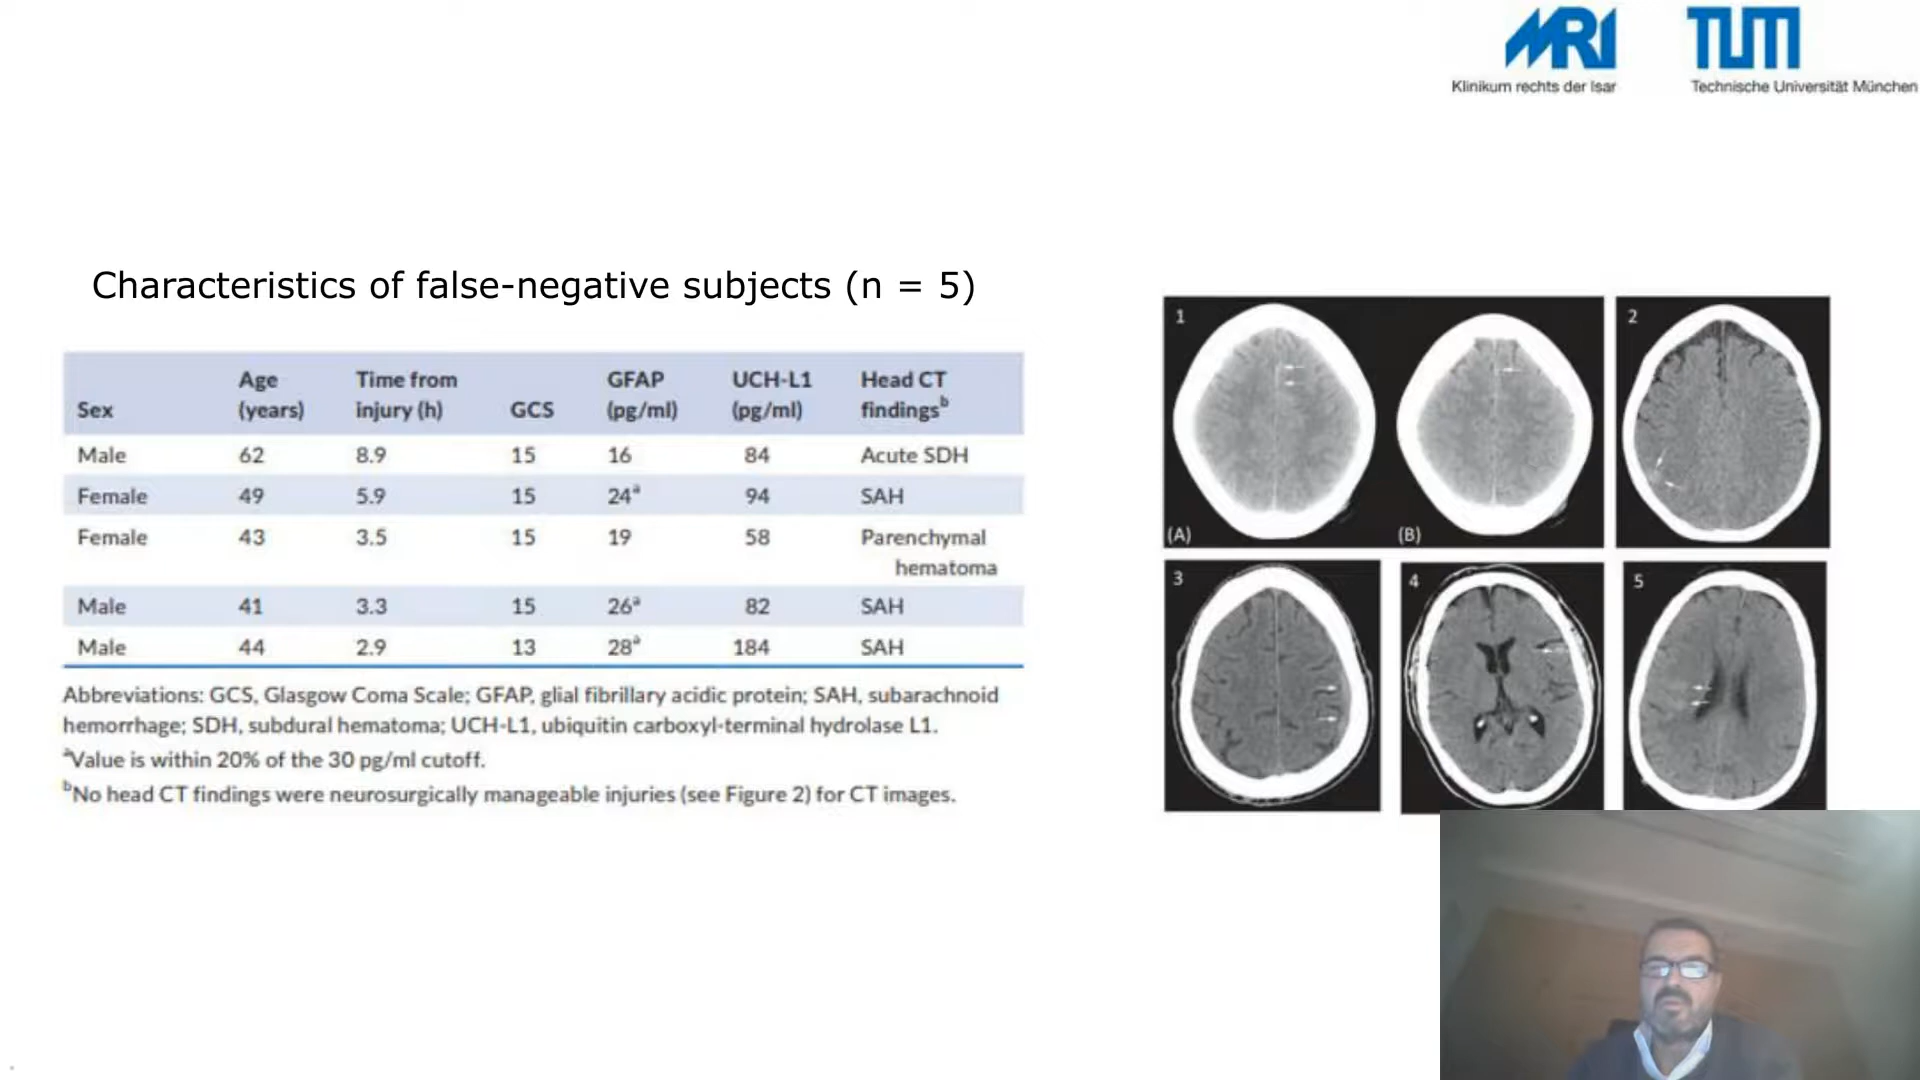 MRI
Klinikum rechts der Isar
TUM
Technische Universität München
Characteristics of false-negative subjects (n = 5)
Sex Age (years) Time from injury (h) GCS GFAP (pg/ml) UCH-L1 (pg/ml) Head CT findingsᵇ
Male 62 8.9 15 16 84 Acute SDH
Female 49 5.9 15 24ᵃ 94 SAH
Female 43 3.5 15 19 58 Parenchymal hematoma
Male 41 3.3 15 26ᵃ 82 SAH
Male 44 2.9 13 28ᵃ 184 SAH
Abbreviations: GCS, Glasgow Coma Scale; GFAP, glial fibrillary acidic protein; SAH, subarachnoid
hemorrhage; SDH, subdural hematoma; UCH-L1, ubiquitin carboxyl-terminal hydrolase L1.
ᵃValue is within 20% of the 30 pg/ml cutoff.
ᵇNo head CT findings were neurosurgically manageable injuries (see Figure 2) for CT images.
1
(A)
(B)
2
3
4
5